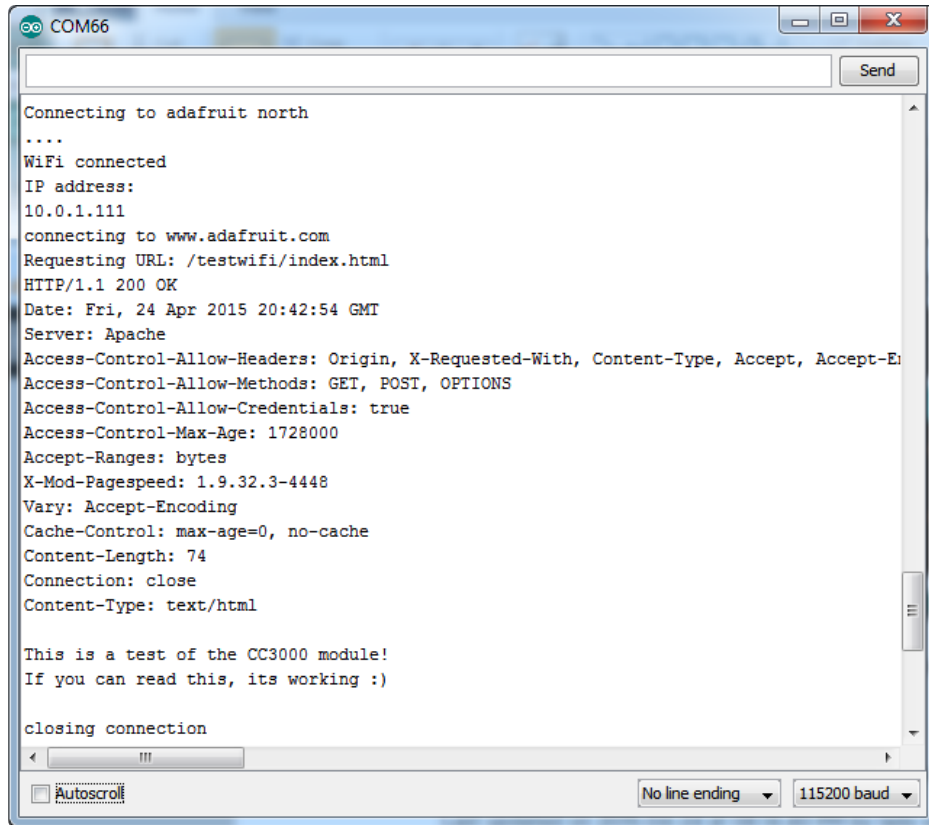 COM66
Send
Connecting to adafruit north
....
WiFi connected
IP address:
10.0.1.111
connecting to www.adafruit.com
Requesting URL: /testwifi/index.html
HTTP/1.1 200 OK
Date: Fri, 24 Apr 2015 20:42:54 GMT
Server: Apache
Access-Control-Allow-Headers: Origin, X-Requested-With, Content-Type, Accept, Accept-En
Access-Control-Allow-Methods: GET, POST, OPTIONS
Access-Control-Allow-Credentials: true
Access-Control-Max-Age: 1728000
Accept-Ranges: bytes
X-Mod-Pagespeed: 1.9.32.3-4448
Vary: Accept-Encoding
Cache-Control: max-age=0, no-cache
Content-Length: 74
Connection: close
Content-Type: text/html
This is a test of the CC3000 module!
If you can read this, its working :)
closing connection
Autoscroll
No line ending
115200 baud